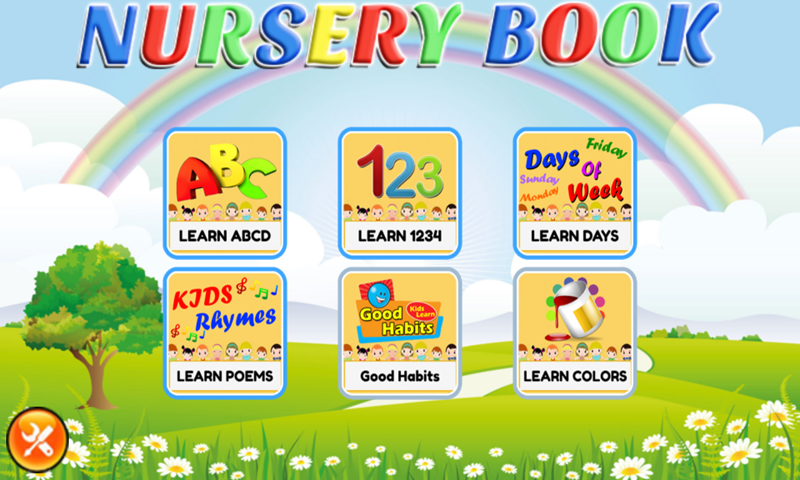 NURSERY BOOK
ABC
LEARN ABCD
123
LEARN 1234
Friday
Days
Of
Sunday
Monday
Week
LEARN DAYS
KIDS
Rhymes
LEARN POEMS
Kids
Learn
Good
Habits
Good Habits
LEARN COLORS